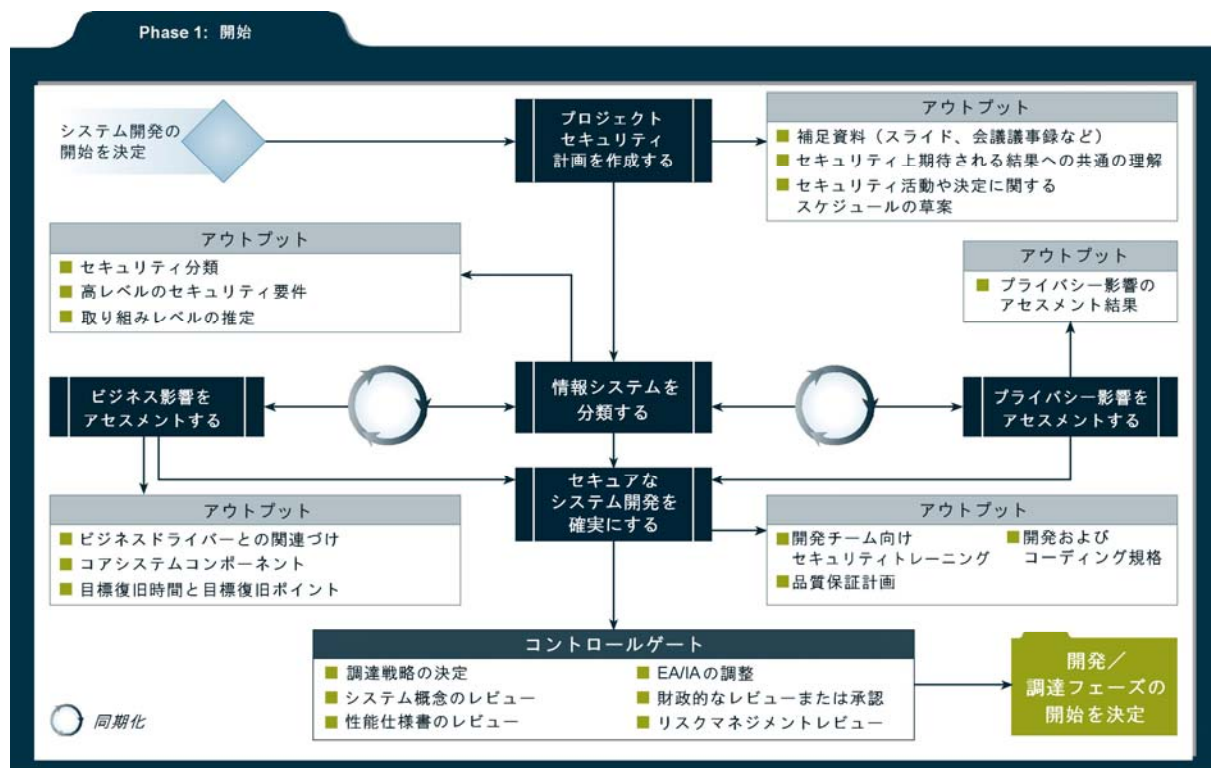 Phase 1: 開始
システム開発の
開始を決定
プロジェクト
セキュリティ
計画を作成する
アウトプット
補足資料（スライド、会議議事録など）
セキュリティ上期待される結果への共通の理解
セキュリティ活動や決定に関する
スケジュールの草案
アウトプット
セキュリティ分類
高レベルのセキュリティ要件
取り組みレベルの推定
アウトプット
プライバシー影響の
アセスメント結果
ビジネス影響を
アセスメントする
情報システムを
分類する
プライバシー影響を
アセスメントする
セキュアな
システム開発を
確実にする
アウトプット
ビジネスドライバーとの関連づけ
コアシステムコンポーネント
目標復旧時間と目標復旧ポイント
アウトプット
開発チーム向け
セキュリティトレーニング
品質保証計画
開発および
コーディング規格
コントロールゲート
調達戦略の決定
システム概念のレビュー
性能仕様書のレビュー
EA/IAの調整
財政的なレビューまたは承認
リスクマネジメントレビュー
開発／
調達フェーズの
開始を決定
同期化